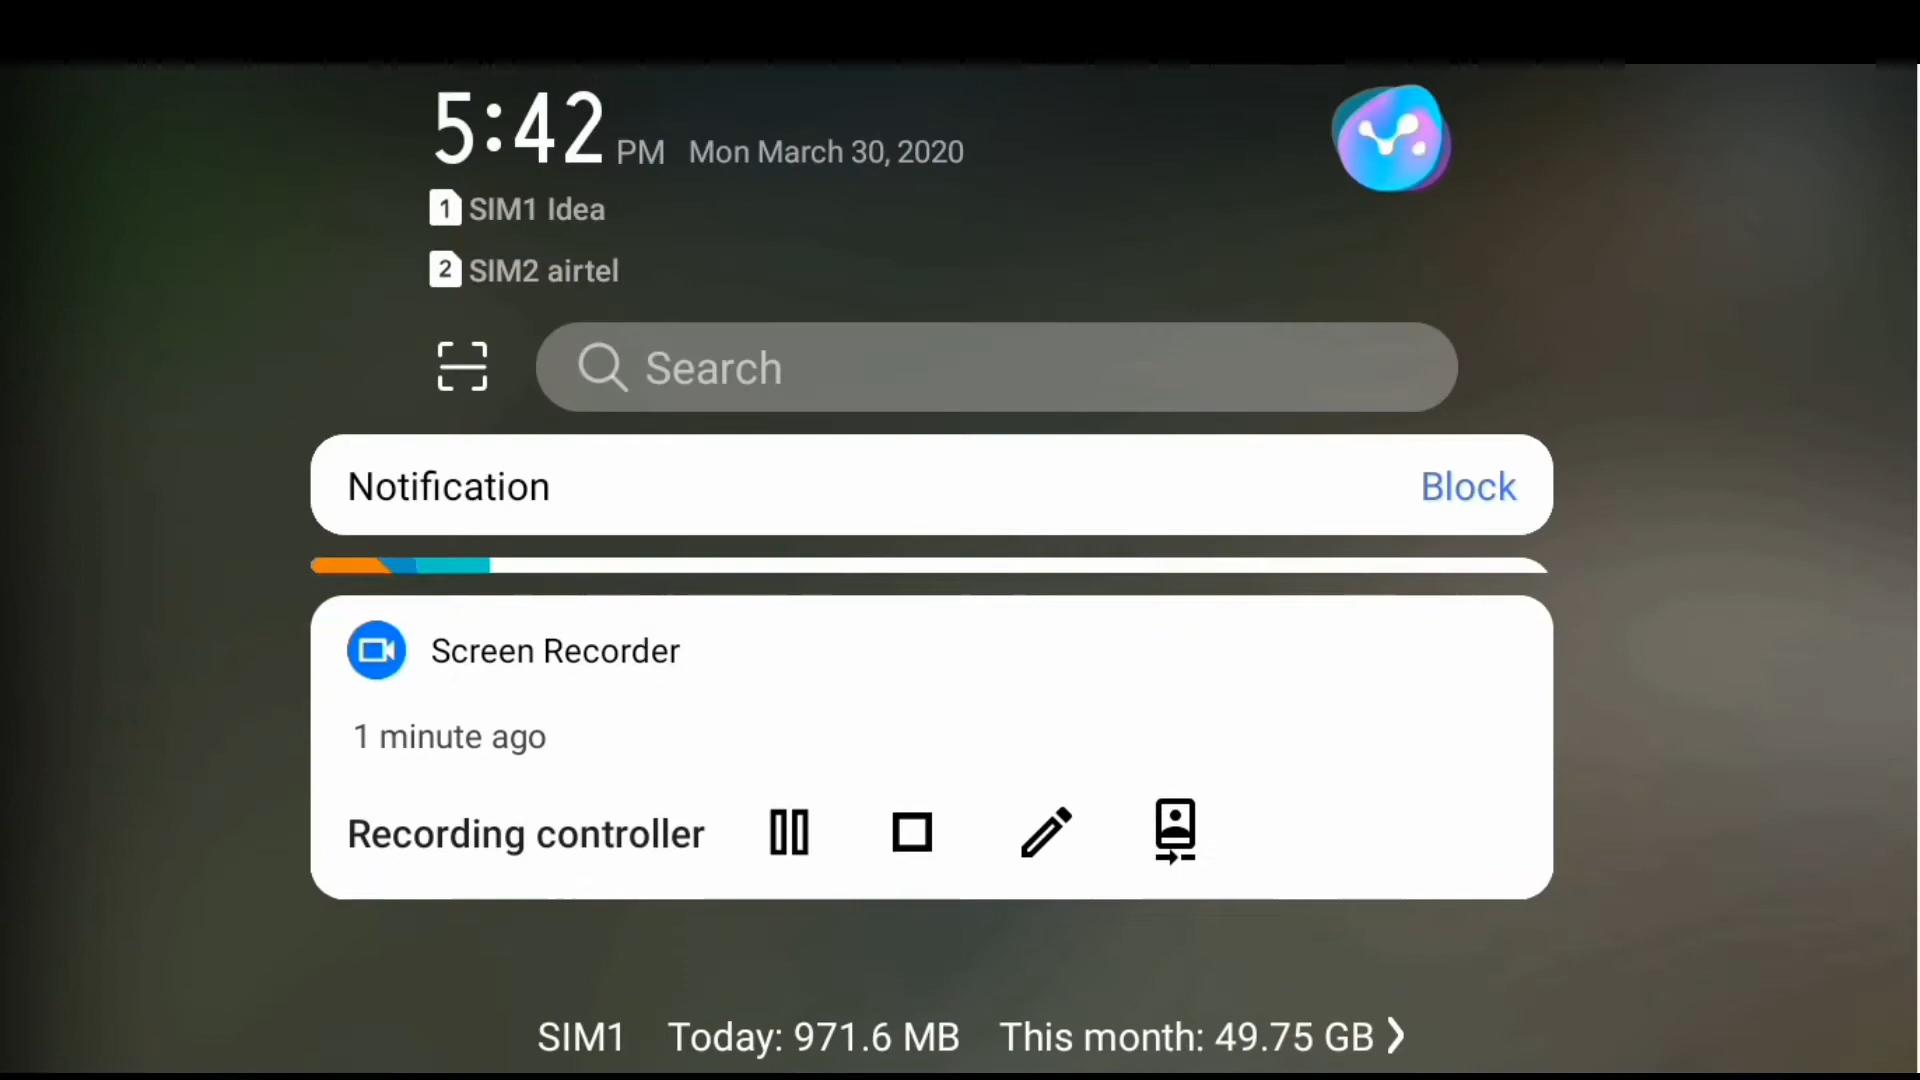 5:42 PM Mon March 30, 2020
1 SIM1 Idea
2 SIM2 airtel
Search
Notification Block
Screen Recorder
1 minute ago
Recording controller
SIM1 Today: 971.6 MB This month: 49.75 GB